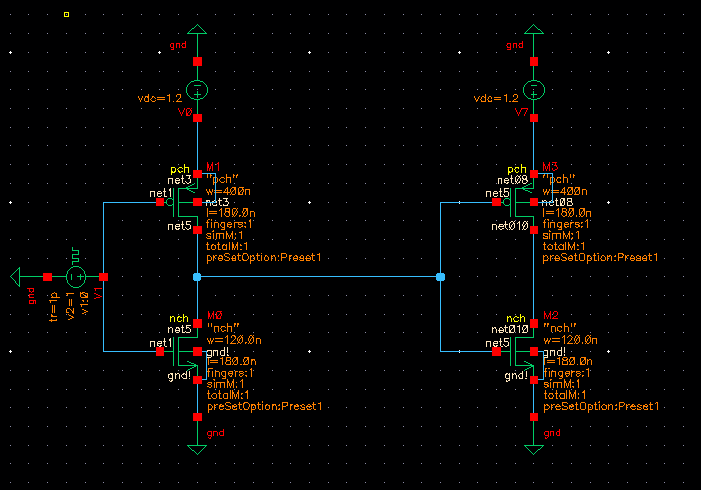 gnd
gnd
vdc=1.2
V0
vdc=1.2
V7
pch
M1
net3
"pch"
w=400n
net1
net3
l=180.0n
fingers:1
net5
simM:1
totalM:1
preSetOption:Preset1
pch
M3
net08
"pch"
w=400n
net5
net08
l=180.0n
fingers:1
net010
simM:1
totalM:1
preSetOption:Preset1
gnd
tr=1p
v2=1
v1:0
V1
nch
M0
net5
"nch"
w=120.0n
net1
gnd!
l=180.0n
fingers:1
gnd!
simM:1
totalM:1
preSetOption:Preset1
gnd
nch
M2
net010
"nch"
w=120.0n
net5
gnd!
l=180.0n
fingers:1
gnd!
simM:1
totalM:1
preSetOption:Preset1
gnd